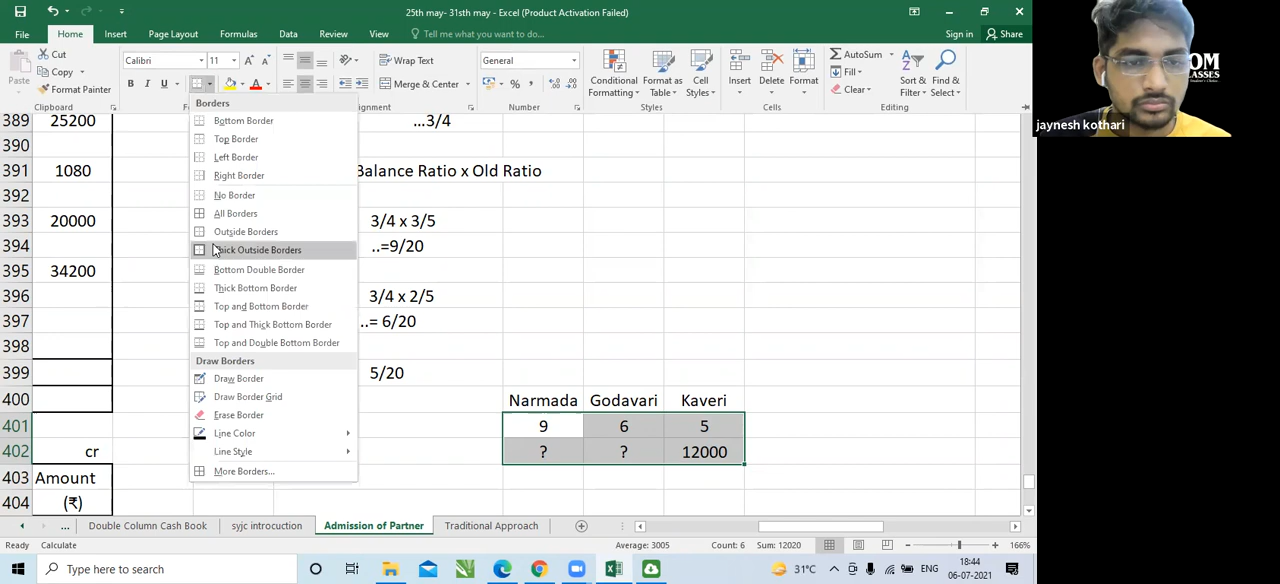 25th may- 31sth may - Excel (Product Activation Failed)
File Home Insert Page Layout Formulas Data Review View Tell me what you want to do... Sign in Share
Paste Cut Calibri 11 Wrap Text General Conditional Formatting Format as Table Cell Styles Insert Delete Format AutoSum Sort & Filter Find & Select
Copy Fill
Format Painter B I U Merge & Center % Clear
Clipboard Number Styles Cells Editing
Borders
Bottom Border
Top Border
Left Border
Right Border
No Border
All Borders
Outside Borders
Thick Outside Borders
Bottom Double Border
Thick Bottom Border
Top and Bottom Border
Top and Thick Bottom Border
Top and Double Bottom Border
Draw Borders
Draw Border
Draw Border Grid
Erase Border
Line Color
Line Style
More Borders...
389 25200 ...3/4
390
391 1080 Balance Ratio x Old Ratio
392
393 20000 3/4 x 3/5
394 ..=9/20
395 34200
396 3/4 x 2/5
397 ..= 6/20
398
399 5/20
400 Narmada Godavari Kaveri
401 9 6 5
402 cr ? ? 12000
403 Amount
404 (₹)
... Double Column Cash Book syjc introcuction Admission of Partner Traditional Approach
Ready Calculate Average: 3005 Count: 6 Sum: 12020 166%
Type here to search 31°C ENG 18:44
06-07-2021
jaynesh kothari